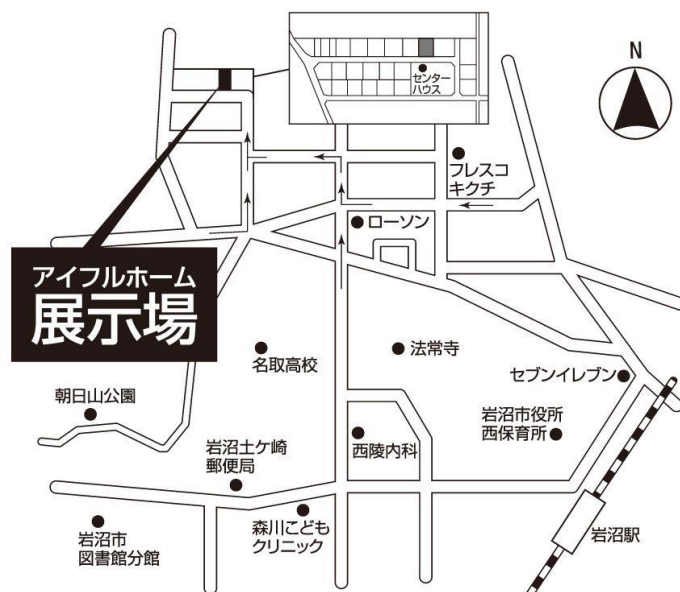 センター
ハウス
N
フレスコ
キクチ
ローソン
アイフルホーム
展示場
名取高校
法常寺
セブンイレブン
朝日山公園
岩沼市役所
西保育所
岩沼土ケ崎
郵便局
西陵内科
岩沼市
図書館分館
森川こども
クリニック
岩沼駅